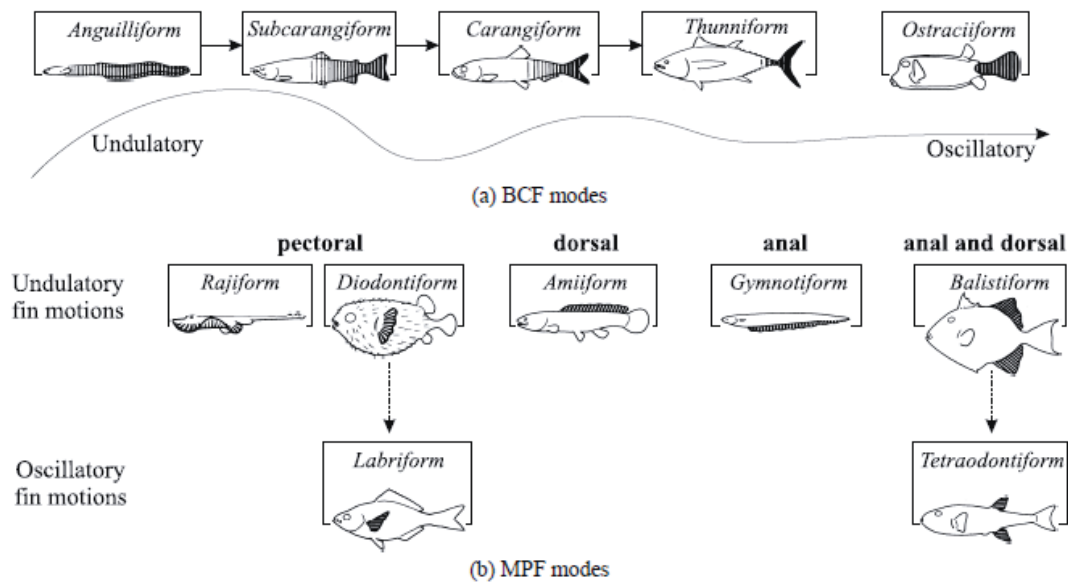 Anguilliform Subcarangiform Carangiform Thunniform Ostraciiform
Undulatory
Oscillatory
(a) BCF modes
pectoral dorsal anal anal and dorsal
Undulatory
fin motions
Rajiform Diodontiform Amiiform Gymnotiform Balistiform
Oscillatory
fin motions
Labriform Tetraodontiform
(b) MPF modes